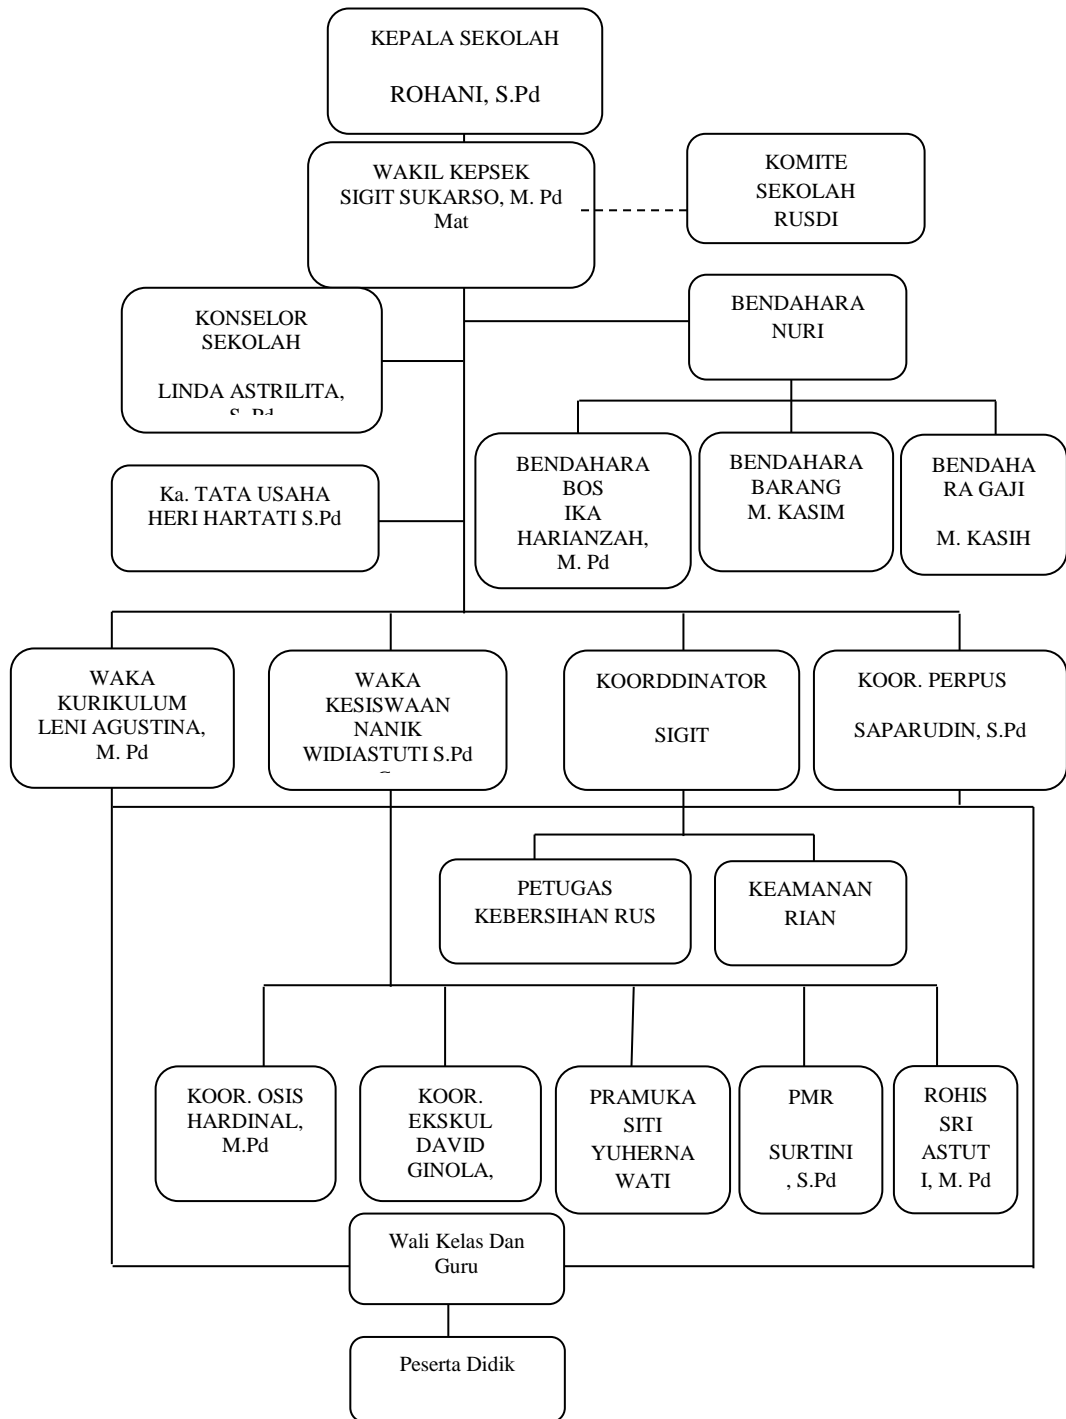 KEPALA SEKOLAH
ROHANI, S.Pd
WAKIL KEPSEK
SIGIT SUKARSO, M. Pd
Mat
KOMITE
SEKOLAH
RUSDI
KONSELOR
SEKOLAH
LINDA ASTRILITA,
S. Pd
BENDAHARA
NURI
BENDAHARA
BOS
IKA
HARIANZAH,
M. Pd
BENDAHARA
BARANG
M. KASIM
BENDAHA
RA GAJI
M. KASIH
Ka. TATA USAHA
HERI HARTATI S.Pd
WAKA
KURIKULUM
LENI AGUSTINA,
M. Pd
WAKA
KESISWAAN
NANIK
WIDIASTUTI S.Pd
KOORDDINATOR
SIGIT
KOOR. PERPUS
SAPARUDIN, S.Pd
PETUGAS
KEBERSIHAN RUS
KEAMANAN
RIAN
KOOR. OSIS
HARDINAL,
M.Pd
KOOR.
EKSKUL
DAVID
GINOLA,
PRAMUKA
SITI
YUHERNA
WATI
PMR
SURTINI
, S.Pd
ROHIS
SRI
ASTUT
I, M. Pd
Wali Kelas Dan
Guru
Peserta Didik